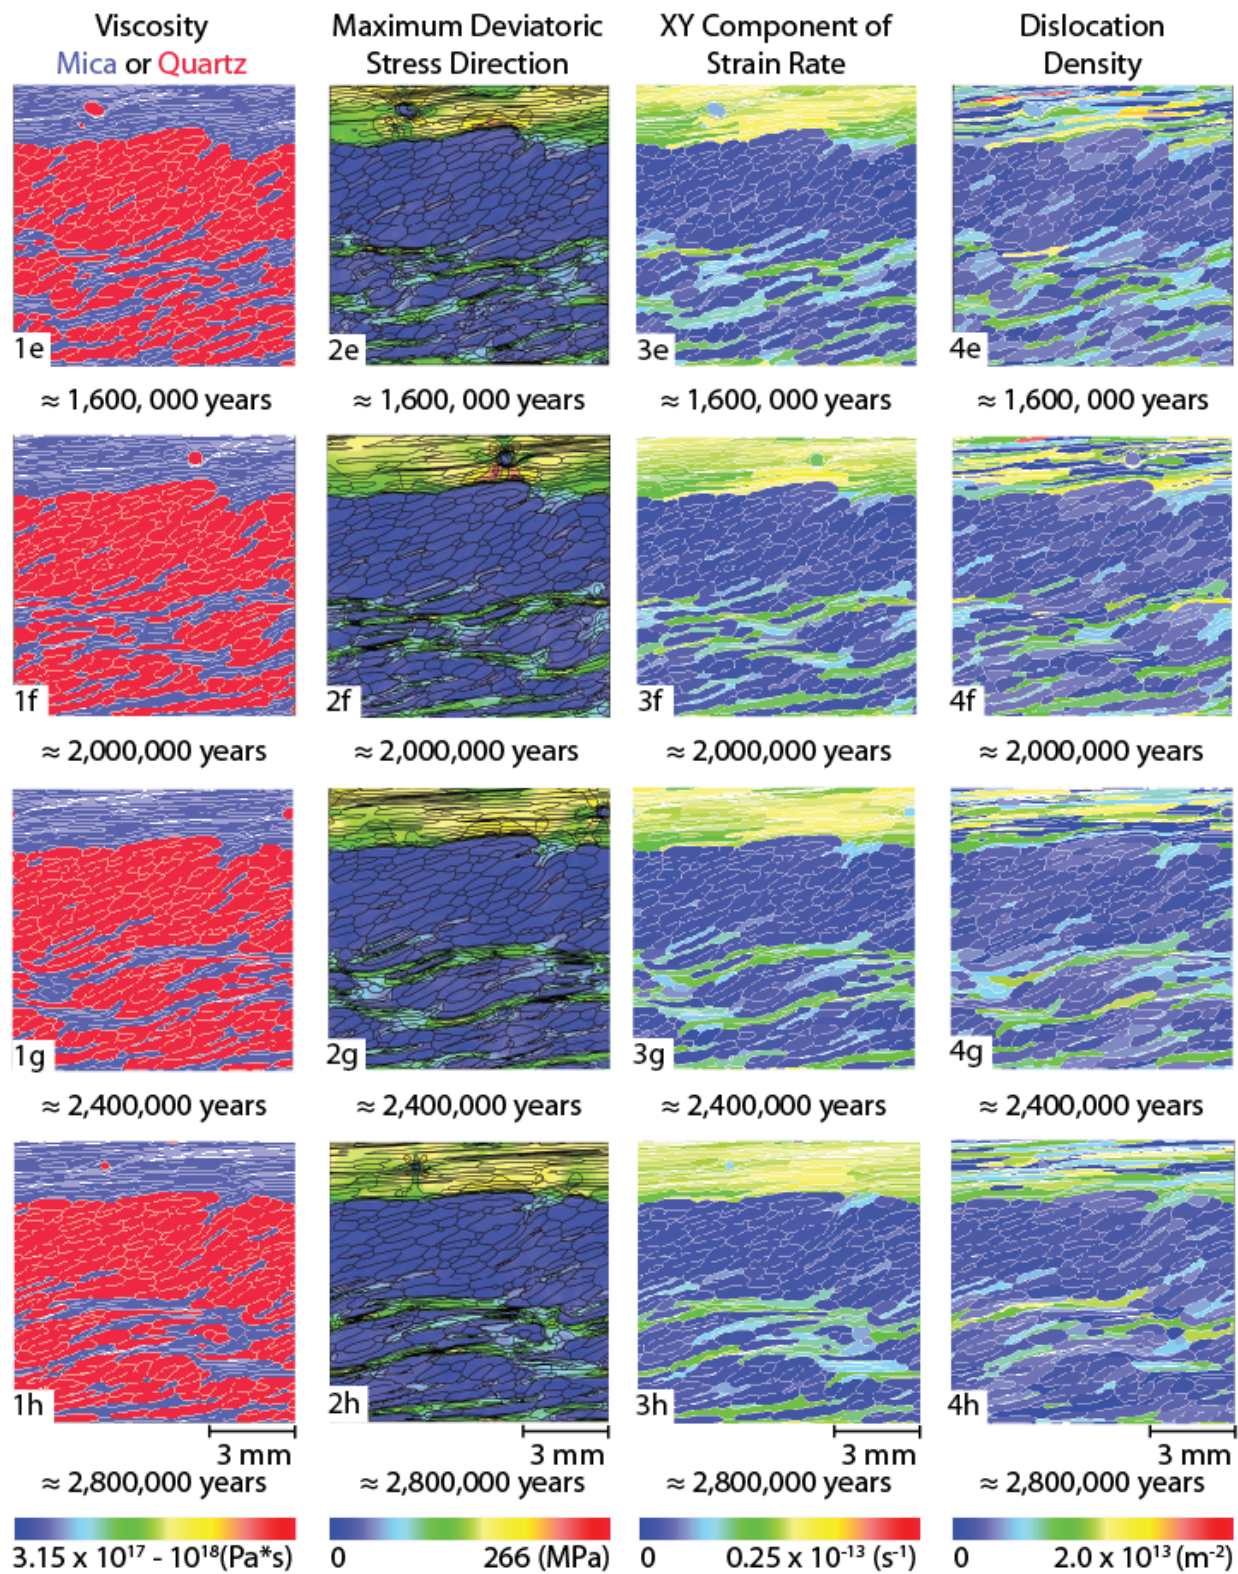 Viscosity
Mica or Quartz
Maximum Deviatoric
Stress Direction
XY Component of
Strain Rate
Dislocation
Density
1e
2e
3e
4e
≈ 1,600, 000 years
≈ 1,600, 000 years
≈ 1,600, 000 years
≈ 1,600, 000 years
1f
2f
3f
4f
≈ 2,000,000 years
≈ 2,000,000 years
≈ 2,000,000 years
≈ 2,000,000 years
1g
2g
3g
4g
≈ 2,400,000 years
≈ 2,400,000 years
≈ 2,400,000 years
≈ 2,400,000 years
1h
2h
3h
4h
3 mm
3 mm
3 mm
3 mm
≈ 2,800,000 years
≈ 2,800,000 years
≈ 2,800,000 years
≈ 2,800,000 years
3.15 x 10¹⁷ - 10¹⁸(Pa*s)
0 266 (MPa)
0 0.25 x 10⁻¹³ (s⁻¹)
0 2.0 x 10¹³ (m⁻²)